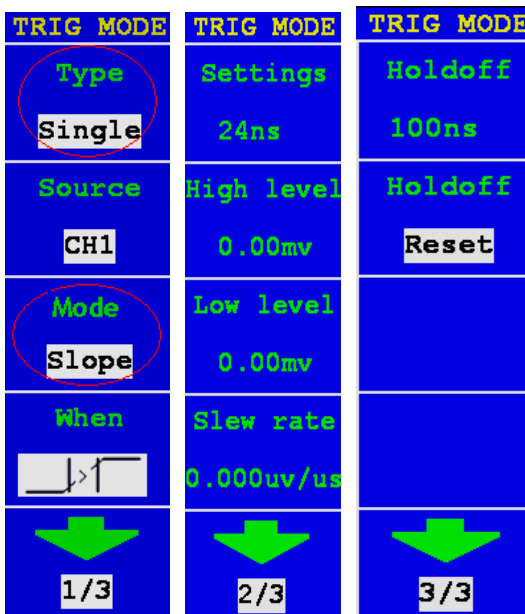 TRIG MODE
Type
Single
Source
CH1
Mode
Slope
When
>
1/3
TRIG MODE
Settings
24ns
High level
0.00mv
Low level
0.00mv
Slew rate
0.000uv/us
2/3
TRIG MODE
Holdoff
100ns
Holdoff
Reset
3/3